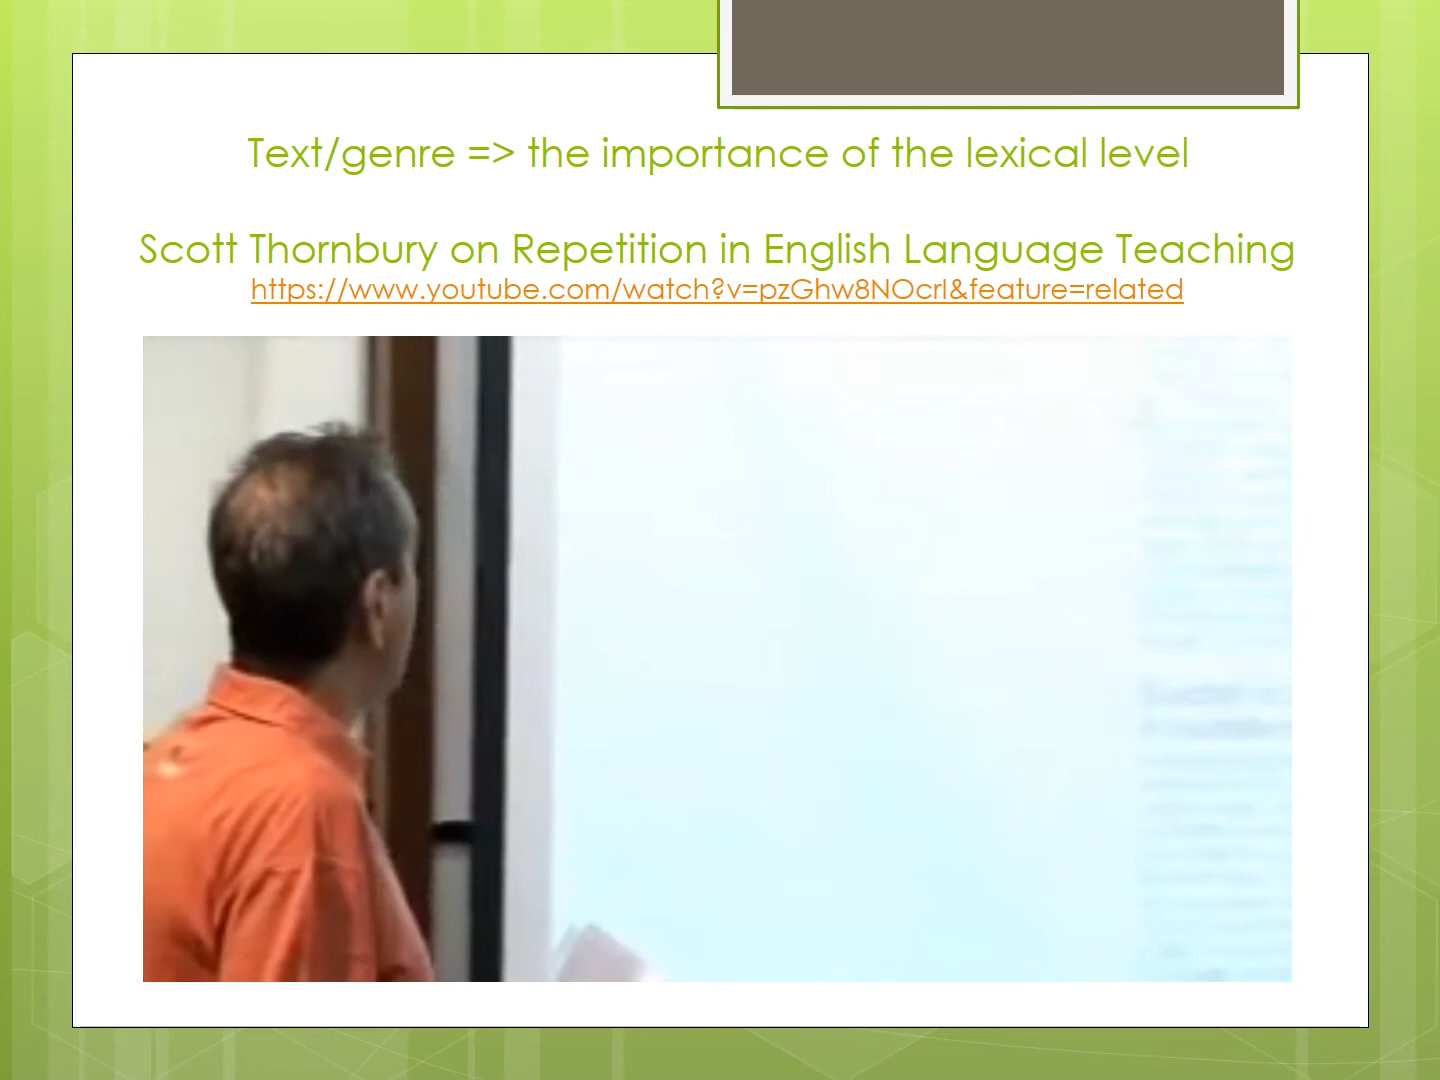 Text/genre => the importance of the lexical level
Scott Thornbury on Repetition in English Language Teaching
https://www.youtube.com/watch?v=pzGhw8NOcrI&feature=related